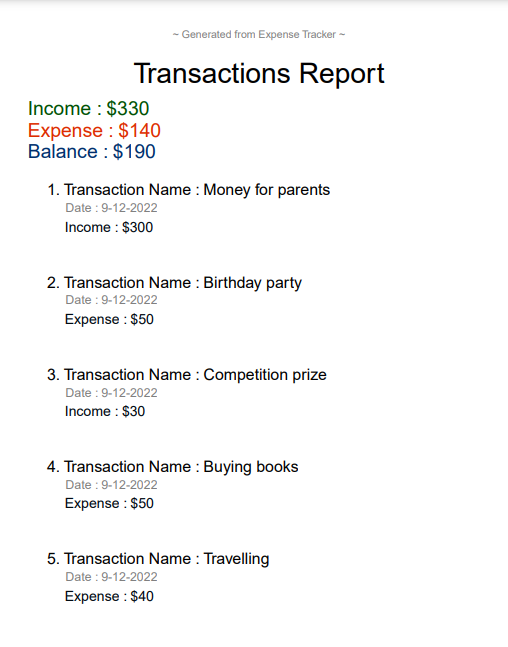 ~ Generated from Expense Tracker ~
Transactions Report
Income : $330
Expense : $140
Balance : $190
1. Transaction Name : Money for parents
Date : 9-12-2022
Income : $300
2. Transaction Name : Birthday party
Date : 9-12-2022
Expense : $50
3. Transaction Name : Competition prize
Date : 9-12-2022
Income : $30
4. Transaction Name : Buying books
Date : 9-12-2022
Expense : $50
5. Transaction Name : Travelling
Date : 9-12-2022
Expense : $40